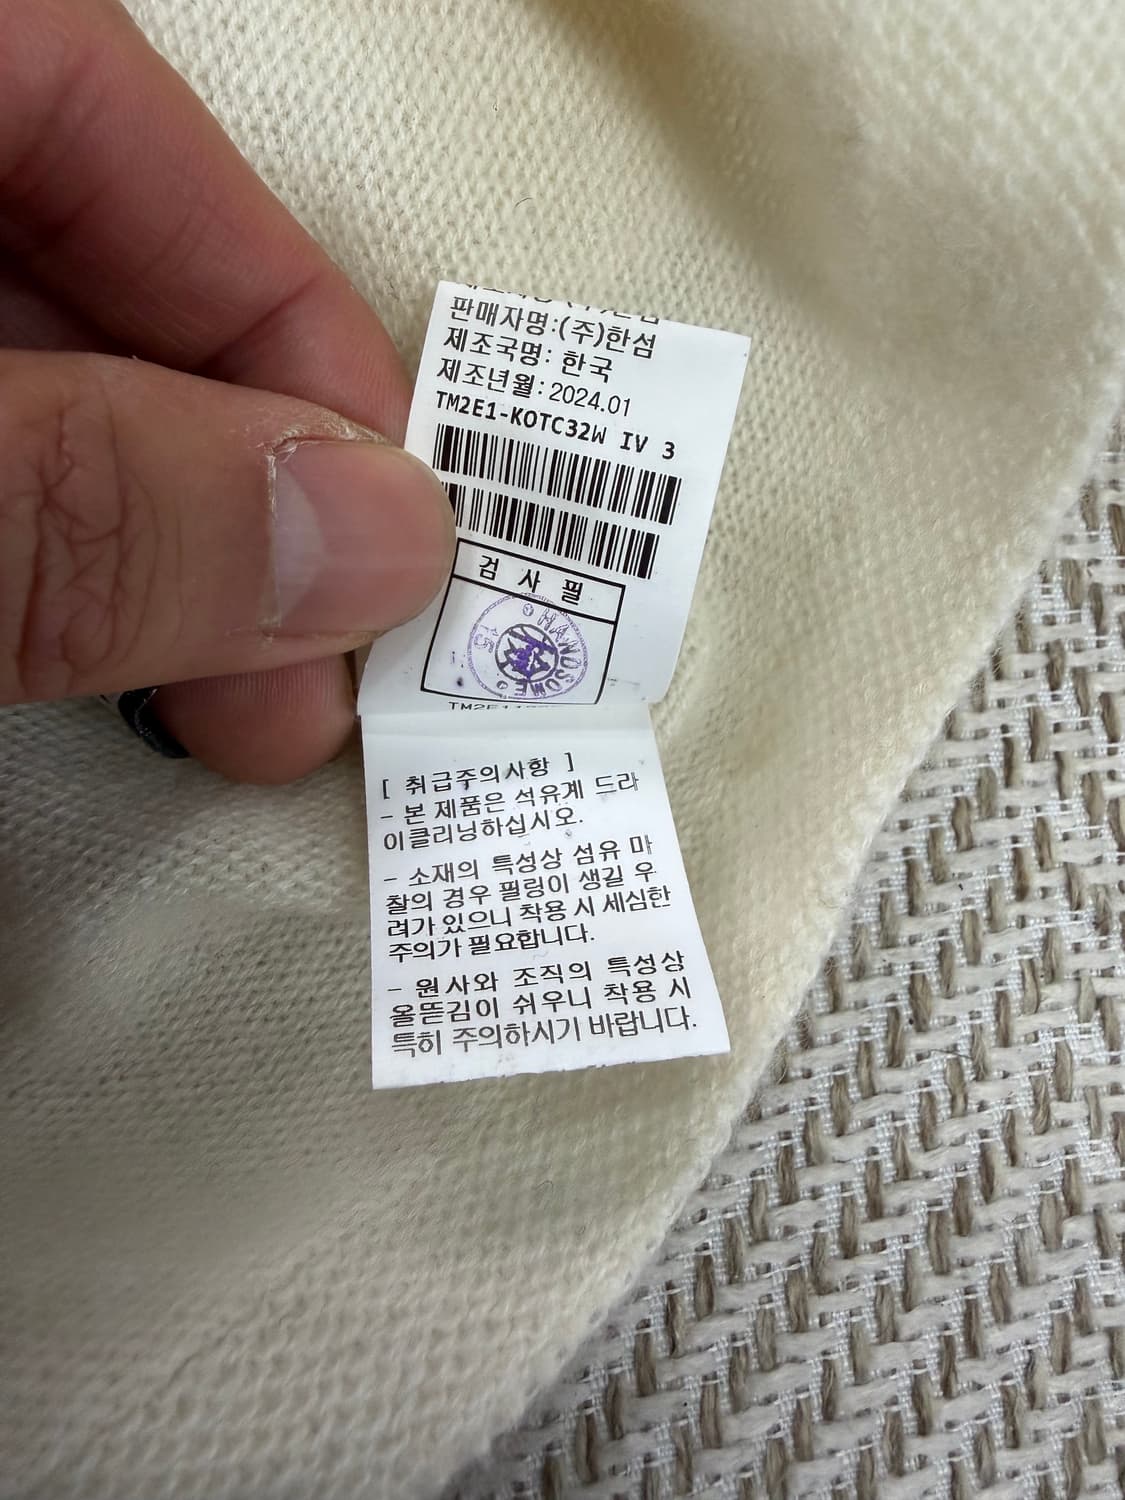 판매자명:(주)한섬
제조국명: 한국
제조년월:2024.01
TM2E1-KOTC32W IV 3
검 사 필
HANDSOME
15
[ 취급주의사항 ]
- 본 제품은 석유계 드라
이클리닝하십시오.
- 소재의 특성상 섬유 마
찰의 경우 필링이 생길 우
려가 있으니 착용 시 세심한
주의가 필요합니다.
- 원사와 조직의 특성상
올뜯김이 쉬우니 착용 시
특히 주의하시기 바랍니다.